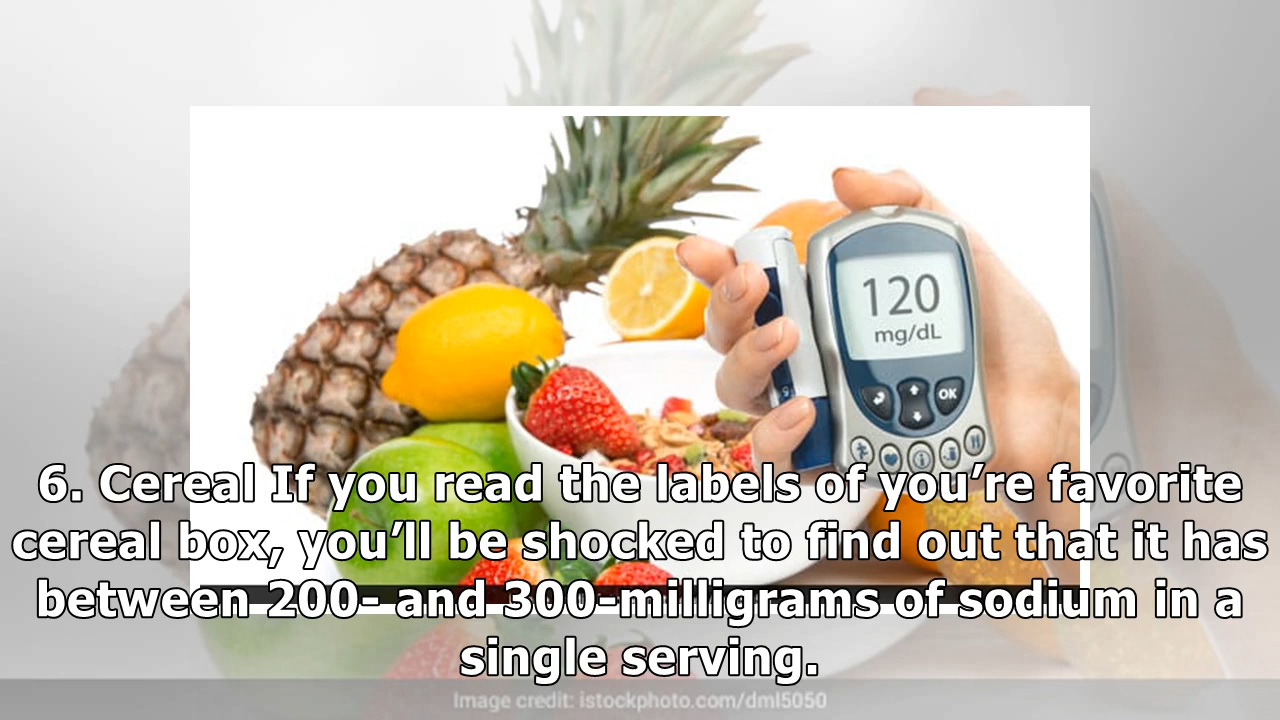 120
mg/dL
OK
6. Cereal If you read the labels of you’re favorite
cereal box, you’ll be shocked to find out that it has
between 200- and 300-milligrams of sodium in a
single serving.
Image credit: istockphoto.com/dml5050